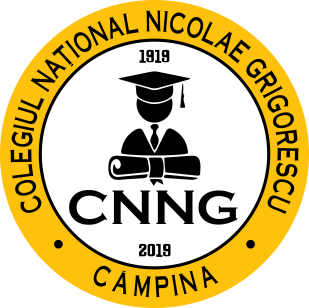 COLEGIUL NATIONAL NICOLAE GRIGORESCU
1919
CNNG
2019
• CÂMPINA •